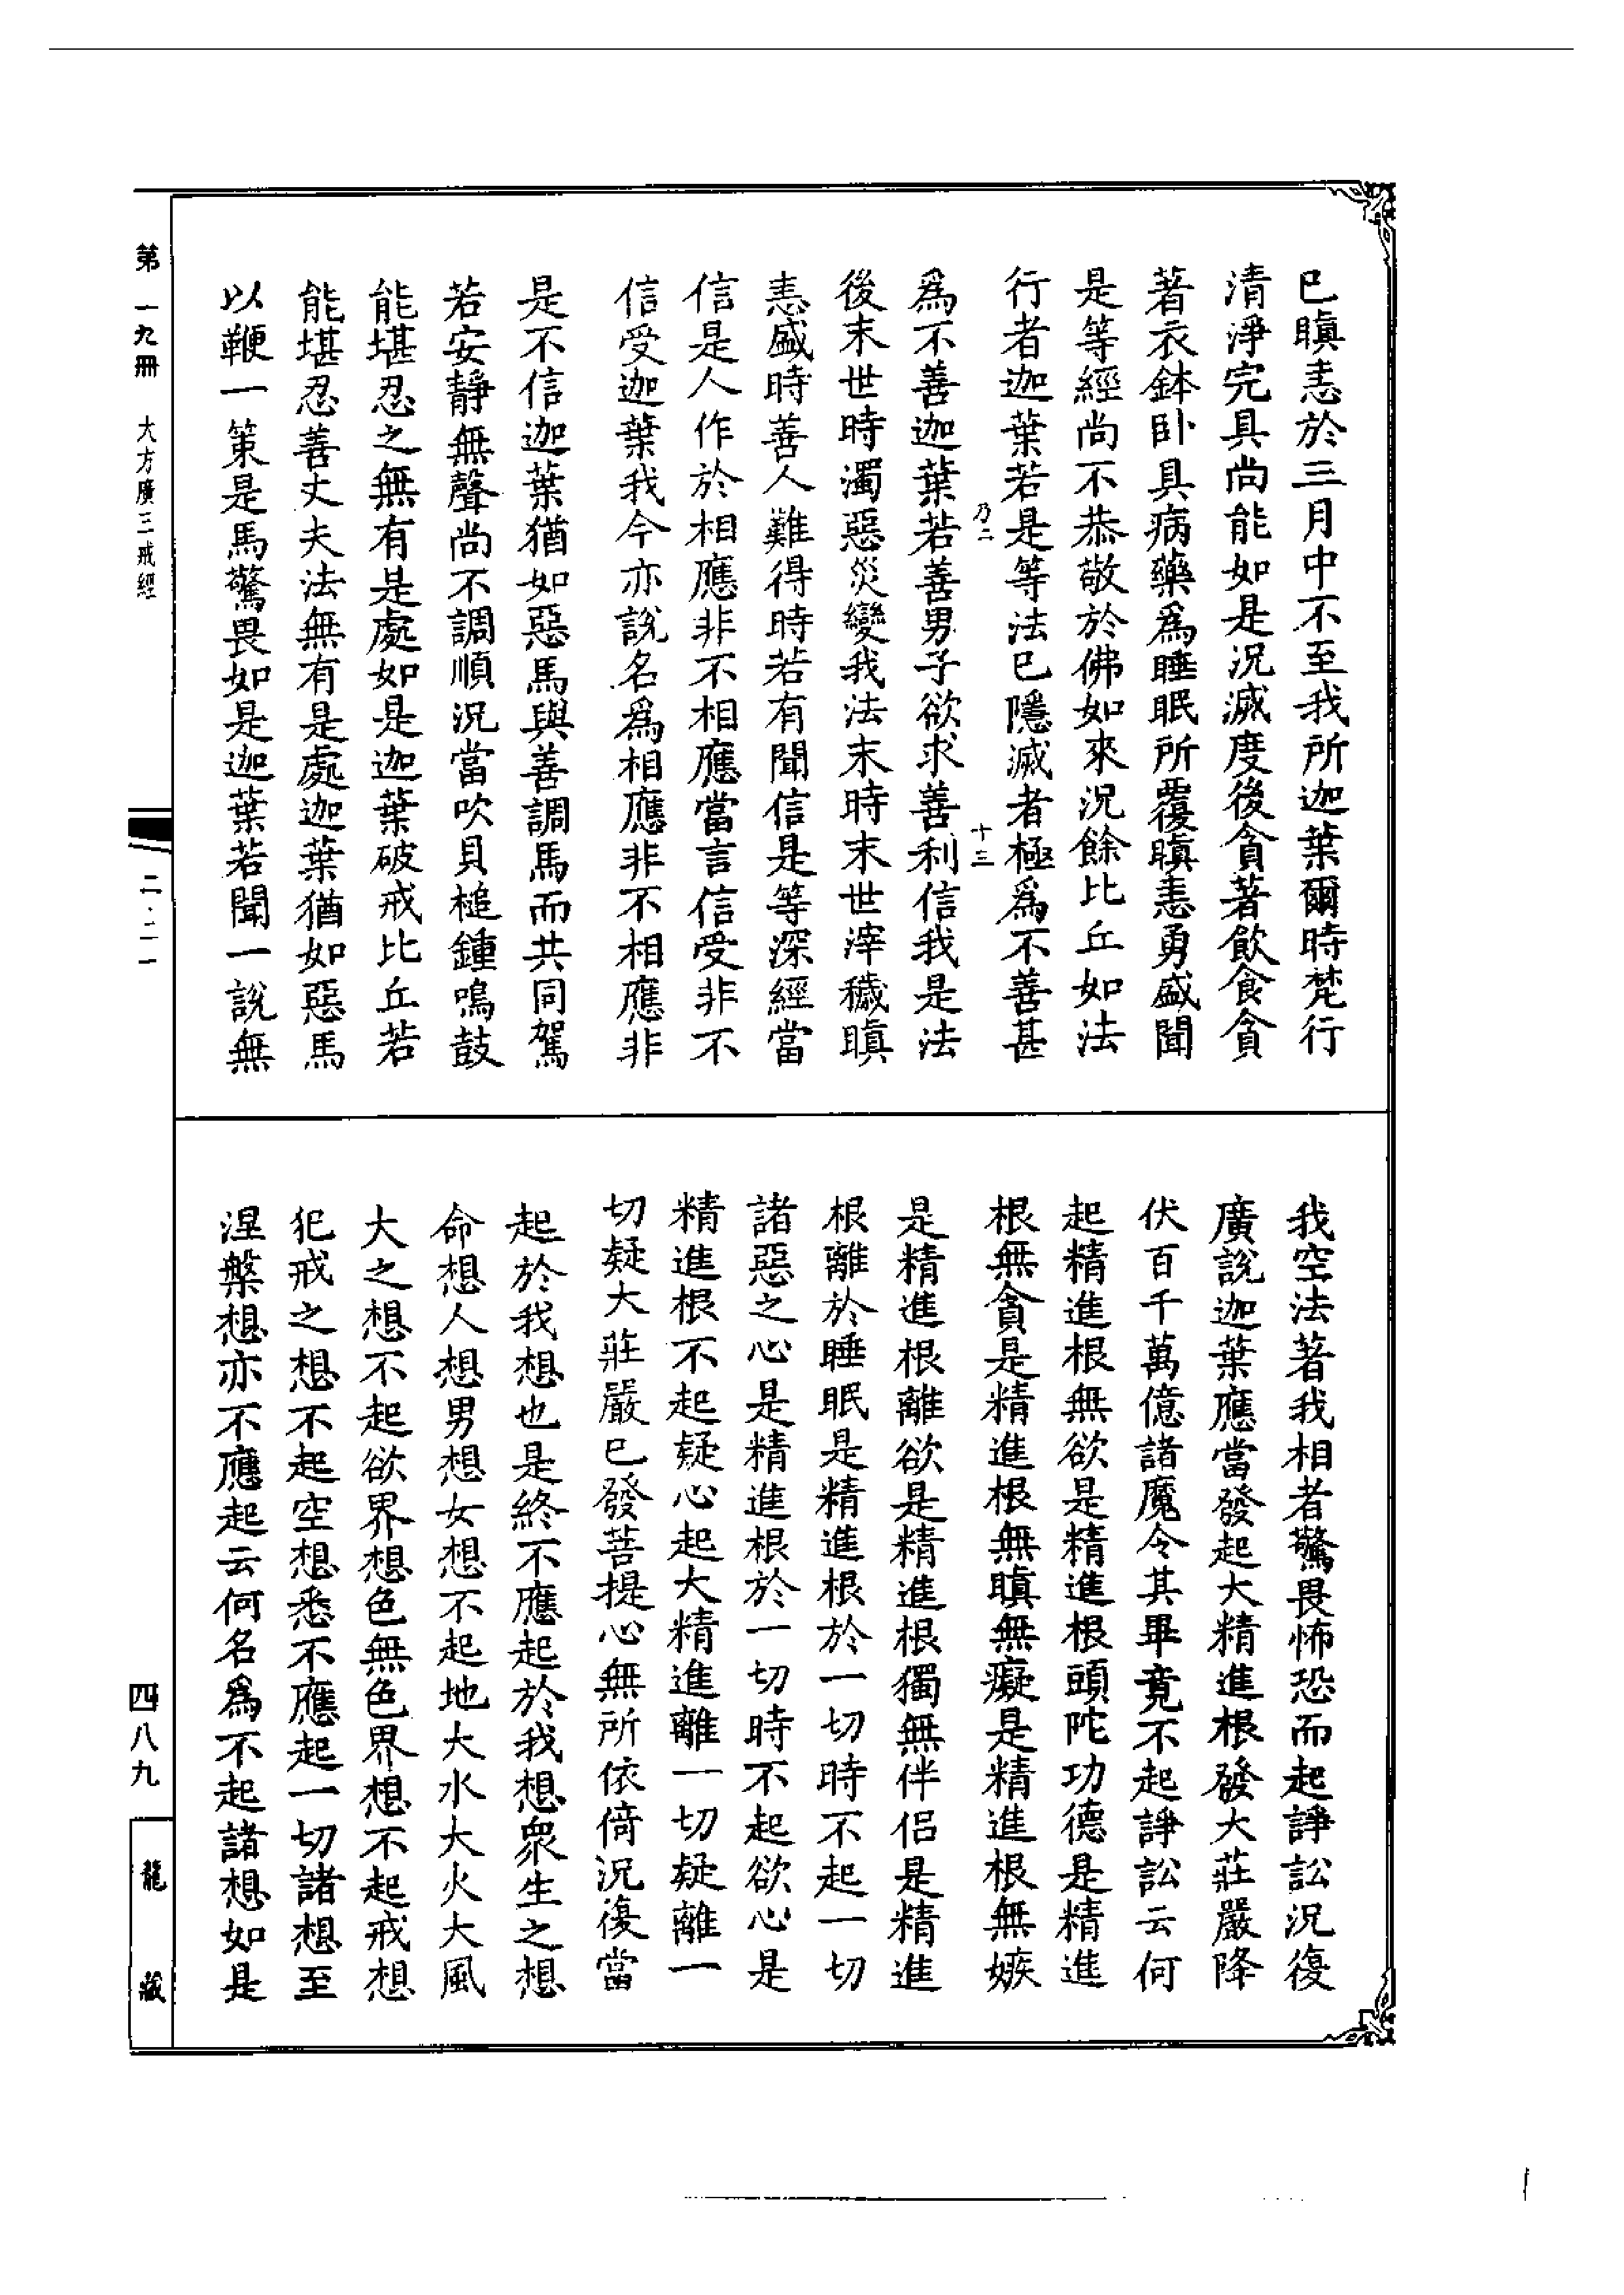 已瞋恚於三月中不至我所迦葉爾時梵行
清淨完具尚能如是況滅度後貪著飲食貪
著衣鉢卧具病藥為睡眠所覆瞋恚勇盛聞
是等經尚不恭敬於佛如來況餘比丘如法
行者迦葉若是等法已隱滅者極為不善甚
乃二
十三
為不善迦葉若善男子欲求善利信我是法
後末世時濁惡災變我法末時末世滓穢瞋
恚盛時善人難得時若有聞信是等深經當
信是人作於相應非不相應當言信受非不
信受迦葉我今亦說名為相應非不相應非
是不信迦葉猶如惡馬與善調馬而共同駕
若安靜無聲尚不調順況當吹貝槌鍾鳴鼓
能堪忍之無有是處如是迦葉破戒比丘若
能堪忍善丈夫法無有是處迦葉猶如惡馬
以鞭一策是馬驚畏如是迦葉若聞一說無
我空法著我相者驚畏怖恐而起諍訟況復
廣說迦葉應當發起大精進根發大莊嚴降
伏百千萬億諸魔令其畢竟不起諍訟云何
起精進根無欲是精進根頭陀功德是精進
根無貪是精進根無瞋無癡是精進根無嫉
是精進根離欲是精進根獨無伴侶是精進
根離於睡眠是精進根於一切時不起一切
諸惡之心是精進根於一切時不起欲心是
精進根不起疑心起大精進離一切疑離一
切疑大莊嚴已發菩提心無所依倚況復當
起於我想也是終不應起於我想眾生之想
命想人想男想女想不起地大水大火大風
大之想不起欲界想色無色界想不起戒想
犯戒之想不起空想悉不應起一切諸想至
涅槃想亦不應起云何名為不起諸想如是
第一九冊 大方廣三戒經
二·二一
四八九
龍藏